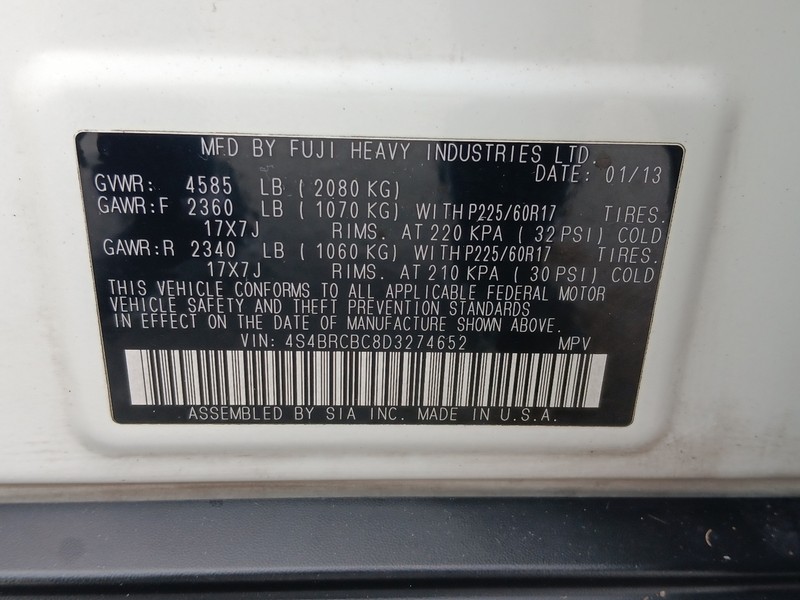 MFD BY FUJI HEAVY INDUSTRIES LTD.
DATE: 01/13
GVWR: 4585 LB (2080 KG)
GAWR:F 2360 LB (1070 KG) WITH P225/60R17 TIRES.
17X7J RIMS. AT 220 KPA (32 PSI) COLD
GAWR:R 2340 LB (1060 KG) WITH P225/60R17 TIRES.
17X7J RIMS. AT 210 KPA (30 PSI) COLD
THIS VEHICLE CONFORMS TO ALL APPLICABLE FEDERAL MOTOR
VEHICLE SAFETY AND THEFT PREVENTION STANDARDS
IN EFFECT ON THE DATE OF MANUFACTURE SHOWN ABOVE.
VIN: 4S4BRCBC8D3274652 MPV
ASSEMBLED BY SIA INC. MADE IN U.S.A.